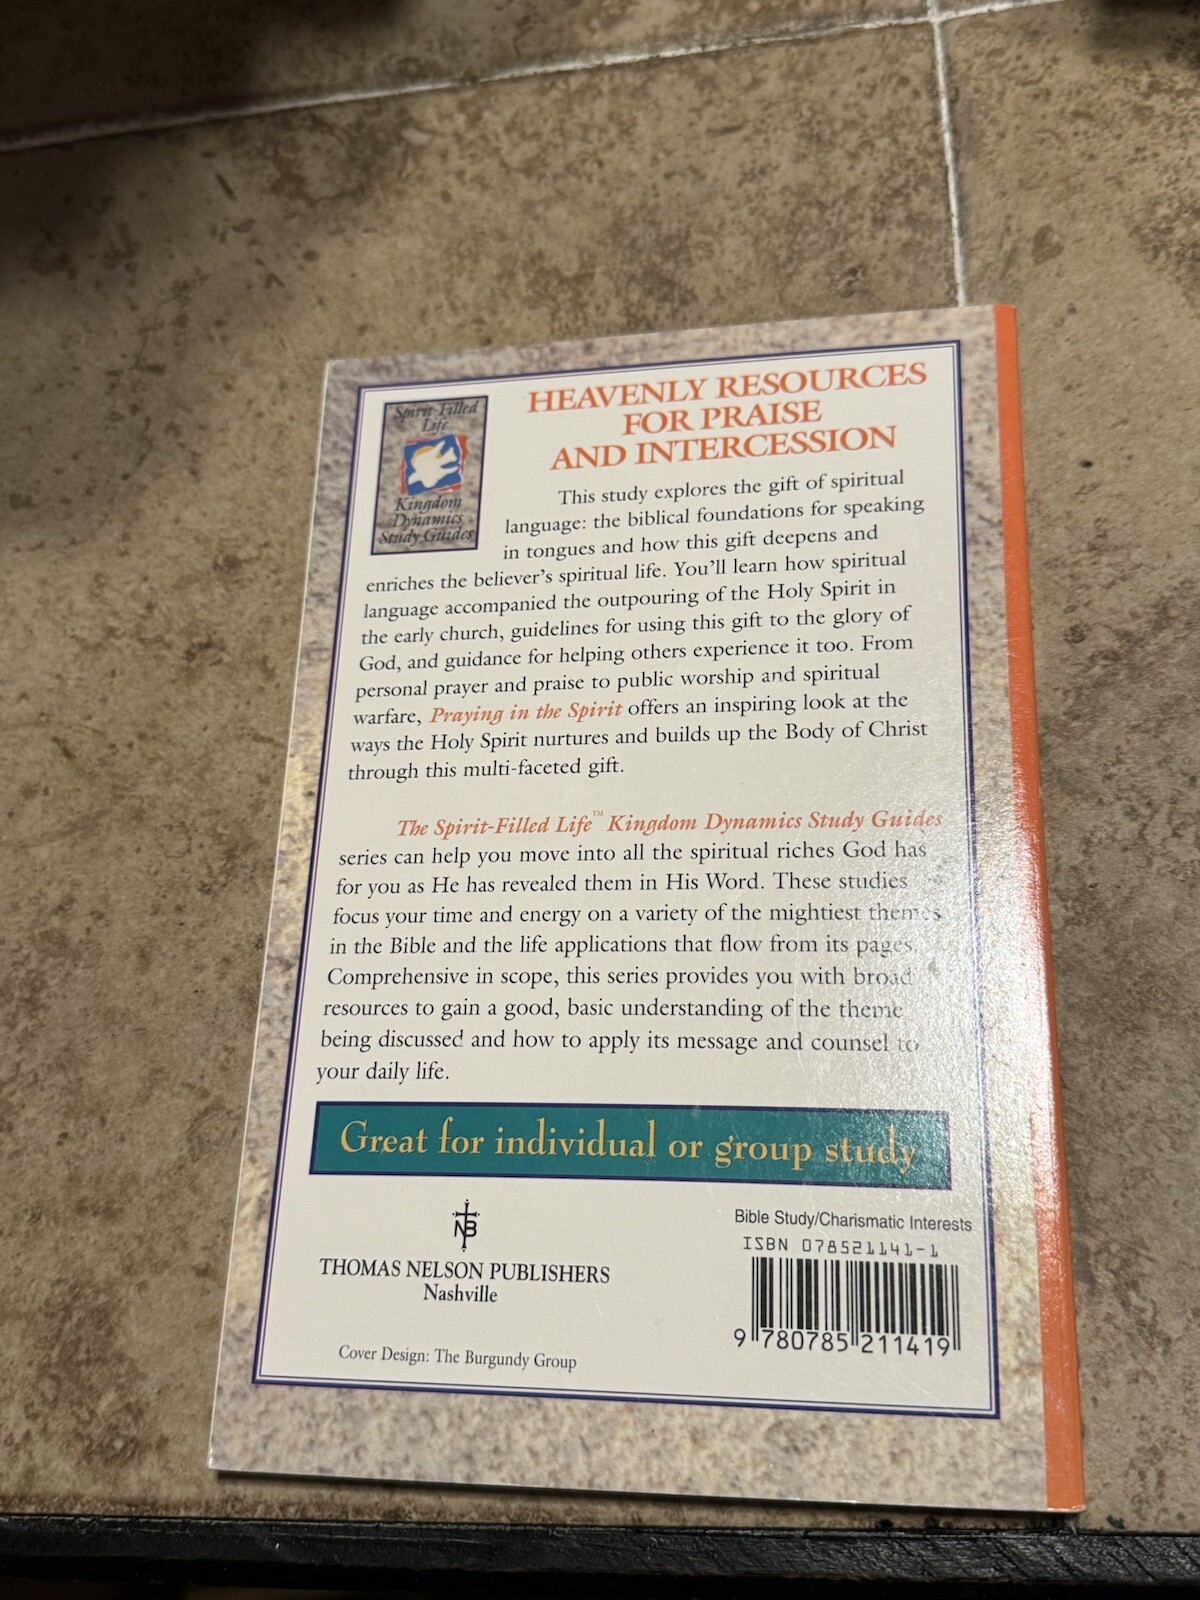 Spirit-Filled
Life
Kingdom
Dynamics
Study Guides
HEAVENLY RESOURCES
FOR PRAISE
AND INTERCESSION
This study explores the gift of spiritual
language: the biblical foundations for speaking
in tongues and how this gift deepens and
enriches the believer's spiritual life. You'll learn how spiritual
language accompanied the outpouring of the Holy Spirit in
the early church, guidelines for using this gift to the glory of
God, and guidance for helping others experience it too. From
personal prayer and praise to public worship and spiritual
warfare, Praying in the Spirit offers an inspiring look at the
ways the Holy Spirit nurtures and builds up the Body of Christ
through this multi-faceted gift.
The Spirit-Filled Life™ Kingdom Dynamics Study Guides
series can help you move into all the spiritual riches God has
for you as He has revealed them in His Word. These studies
focus your time and energy on a variety of the mightiest themes
in the Bible and the life applications that flow from its pages.
Comprehensive in scope, this series provides you with broad
resources to gain a good, basic understanding of the theme
being discussed and how to apply its message and counsel to
your daily life.
Great for individual or group study
NB
THOMAS NELSON PUBLISHERS
Nashville
Cover Design: The Burgundy Group
Bible Study/Charismatic Interests
ISBN 078521141-1
9 780785 211419